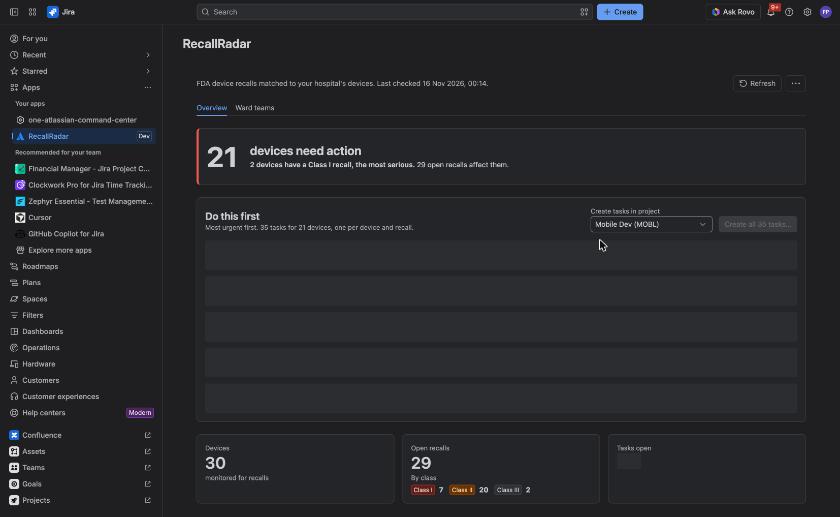 Jira
Search
Create
Ask Rovo
9+
FP
For you
Recent
Starred
Apps
Your apps
one-atlassian-command-center
RecallRadar
Dev
Recommended for your team
Financial Manager - Jira Project C...
Clockwork Pro for Jira Time Tracki...
Zephyr Essential - Test Manageme...
Cursor
GitHub Copilot for Jira
Explore more apps
Roadmaps
Plans
Spaces
Filters
Dashboards
Operations
Hardware
Customers
Customer experiences
Help centers
Modern
Confluence
Assets
Teams
Goals
Projects
RecallRadar
FDA device recalls matched to your hospital's devices. Last checked 16 Nov 2026, 00:14.
Refresh
Overview
Ward teams
21
devices need action
2 devices have a Class I recall, the most serious. 29 open recalls affect them.
Do this first
Most urgent first. 35 tasks for 21 devices, one per device and recall.
Create tasks in project
Mobile Dev (MOBL)
Create all 35 tasks...
Devices
30
monitored for recalls
Open recalls
29
By class
Class I 7 Class II 20 Class III 2
Tasks open